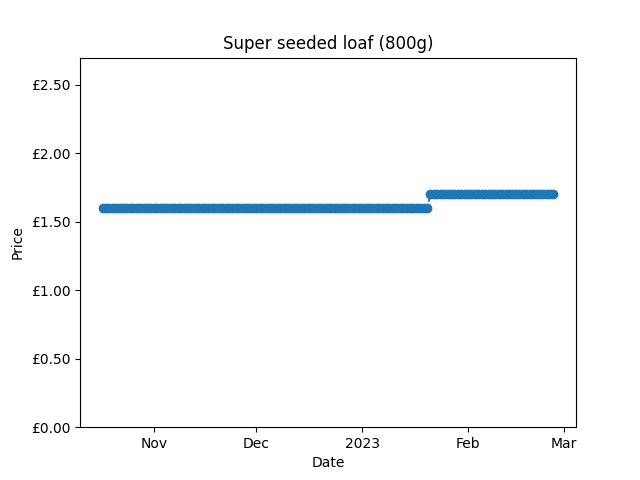 Super seeded loaf (800g)
£2.50
£2.00
£1.50
£1.00
£0.50
£0.00
Price
Nov Dec 2023 Feb Mar
Date